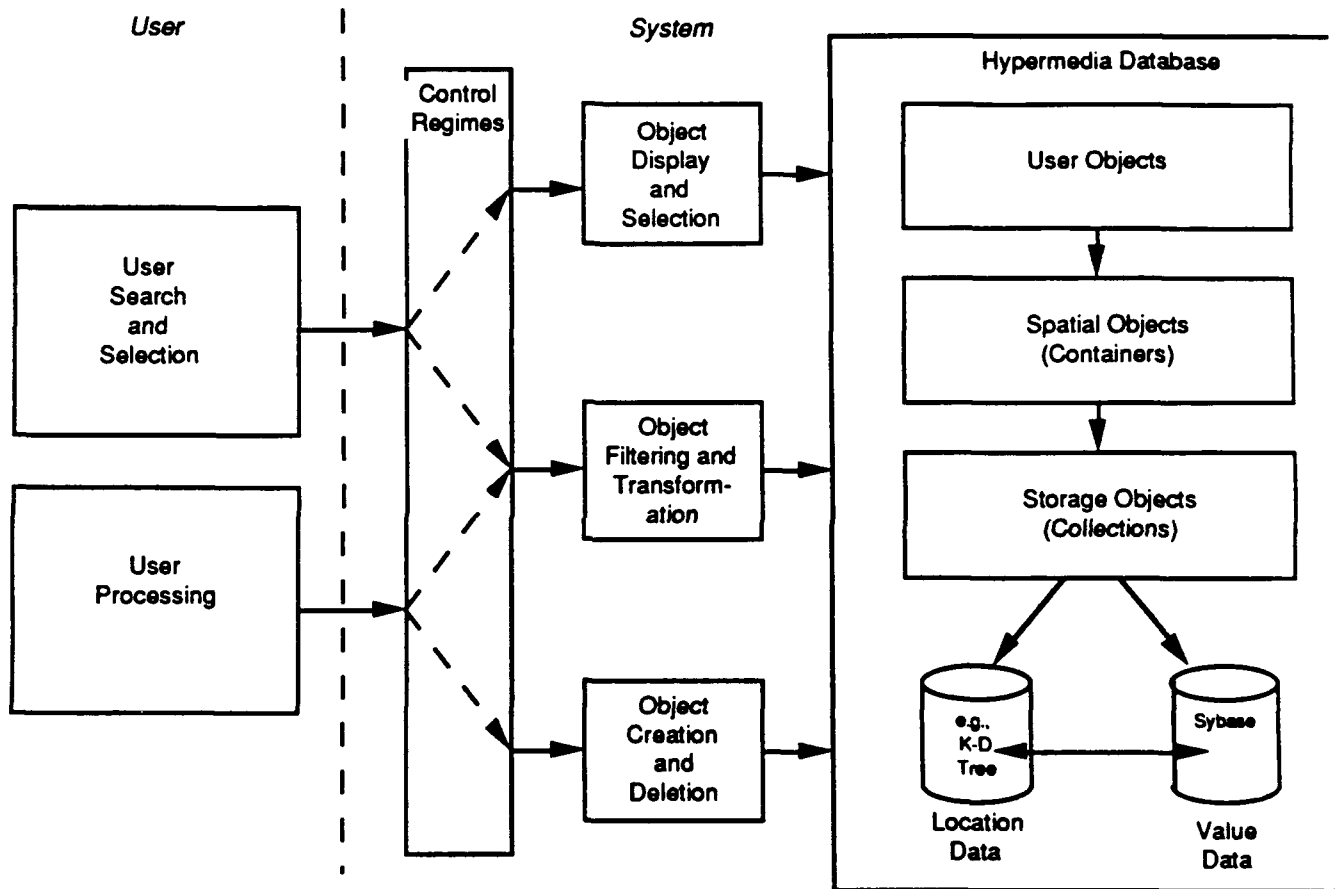 User
System
Hypermedia Database
Control
Regimes
Object
Display
and
Selection
User Objects
User
Search
and
Selection
Spatial Objects
(Containers)
Object
Filtering and
Transform-
ation
Storage Objects
(Collections)
User
Processing
Object
Creation
and
Deletion
e.g.,
K-D
Tree
Sybase
Location
Data
Value
Data